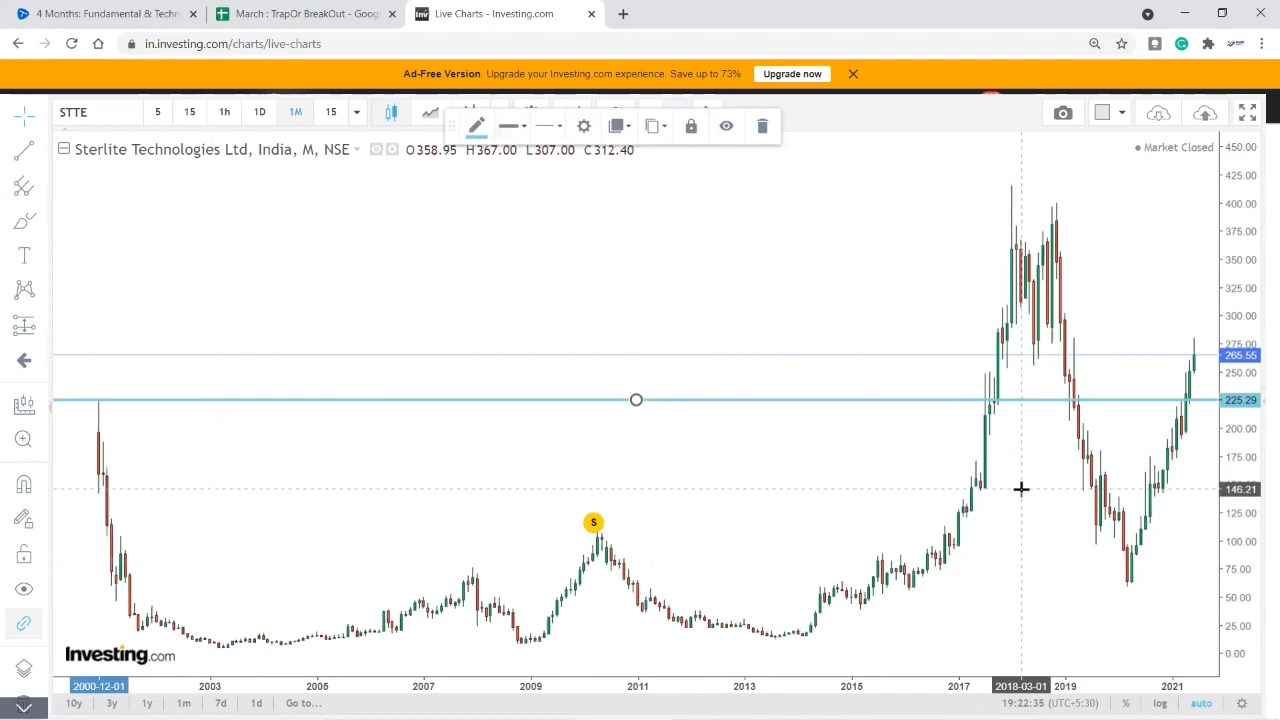 4 Months: Fundamental & Techn
March : TrapOr BreakOut - Goog
Live Charts - Investing.com
in.investing.com/charts/live-charts
Ad-Free Version Upgrade your Investing.com experience. Save up to 73% Upgrade now
STTE 5 15 1h 1D 1M 15
Sterlite Technologies Ltd, India, M, NSE O358.95 H367.00 L307.00 C312.40
Market Closed
450.00
425.00
400.00
375.00
350.00
325.00
300.00
275.00
265.55
250.00
225.29
200.00
175.00
146.21
125.00
100.00
75.00
50.00
25.00
0.00
S
Investing.com
2000-12-01 2003 2005 2007 2009 2011 2013 2015 2017 2018-03-01 2019 2021
10y 3y 1y 1m 7d 1d Go to... 19:22:35 (UTC+5:30) % log auto